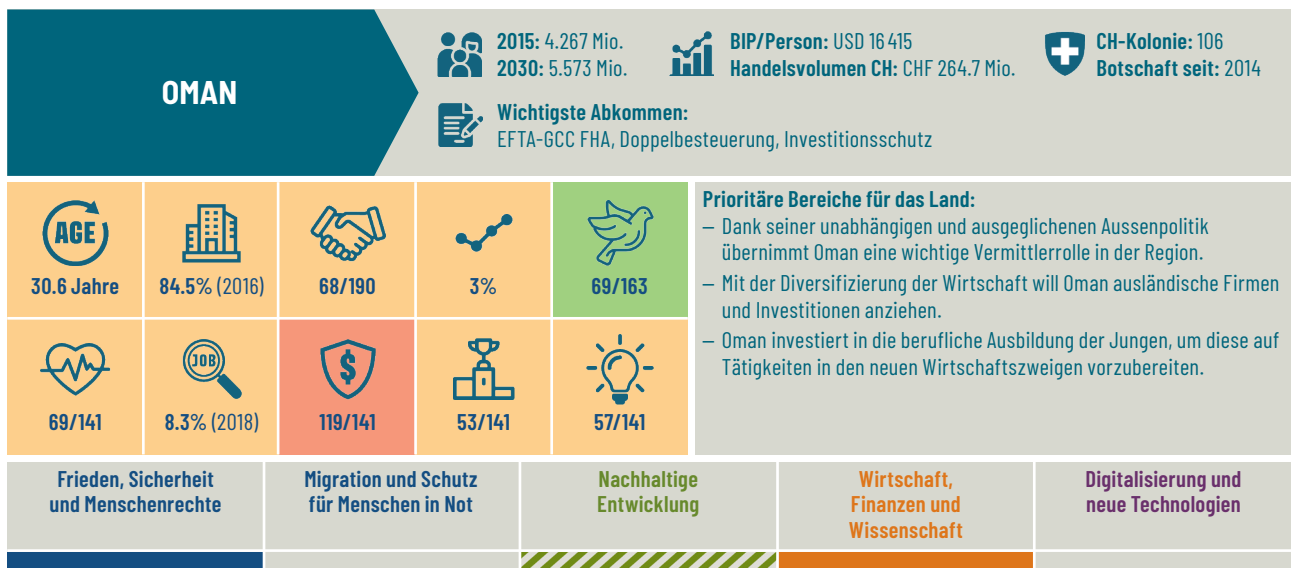 OMAN
2015: 4.267 Mio.
2030: 5.573 Mio.
BIP/Person: USD 16 415
Handelsvolumen CH: CHF 264.7 Mio.
CH-Kolonie: 106
Botschaft seit: 2014
Wichtigste Abkommen:
EFTA-GCC FHA, Doppelbesteuerung, Investitionsschutz
AGE
30.6 Jahre
84.5% (2016)
68/190
3%
69/163
JOB
$
69/141
8.3% (2018)
119/141
53/141
57/141
Prioritäre Bereiche für das Land:
– Dank seiner unabhängigen und ausgeglichenen Aussenpolitik
übernimmt Oman eine wichtige Vermittlerrolle in der Region.
– Mit der Diversifizierung der Wirtschaft will Oman ausländische Firmen
und Investitionen anziehen.
– Oman investiert in die berufliche Ausbildung der Jungen, um diese auf
Tätigkeiten in den neuen Wirtschaftszweigen vorzubereiten.
Frieden, Sicherheit
und Menschenrechte
Migration und Schutz
für Menschen in Not
Nachhaltige
Entwicklung
Wirtschaft,
Finanzen und
Wissenschaft
Digitalisierung und
neue Technologien